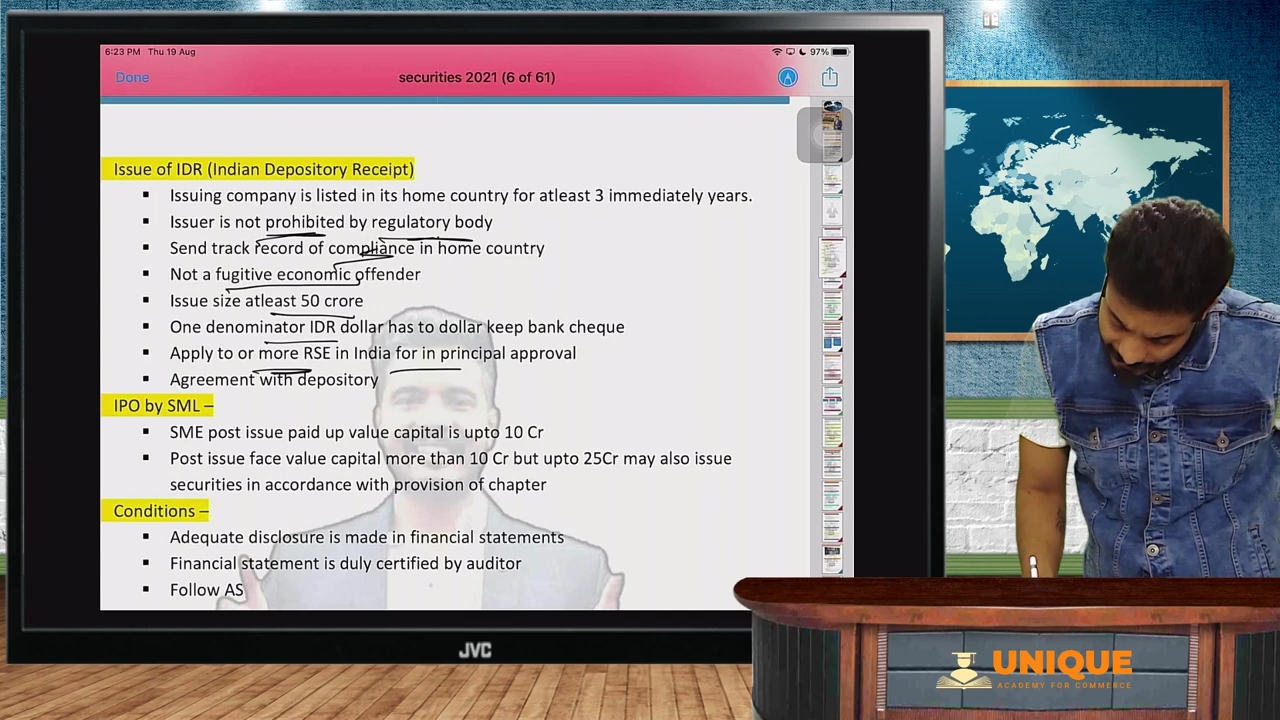 6:23 PM Thu 19 Aug
97%
Done
securities 2021 (6 of 61)
Issue of IDR (Indian Depository Receipt)
▪ Issuing company is listed in its home country for atleast 3 immediately years.
▪ Issuer is not prohibited by regulatory body
▪ Send track record of compliance in home country
▪ Not a fugitive economic offender
▪ Issue size atleast 50 crore
▪ One denominator IDR dollar has to dollar keep bank cheque
▪ Apply to or more RSE in India for in principal approval
▪ Agreement with depository
IPO by SML –
▪ SME post issue paid up value capital is upto 10 Cr
▪ Post issue face value capital more than 10 Cr but upto 25Cr may also issue
securities in accordance with provision of chapter
Conditions –
▪ Adequate disclosure is made in financial statements
▪ Financial statement is duly certified by auditor
▪ Follow AS
JVC
UNIQUE
ACADEMY FOR COMMERCE